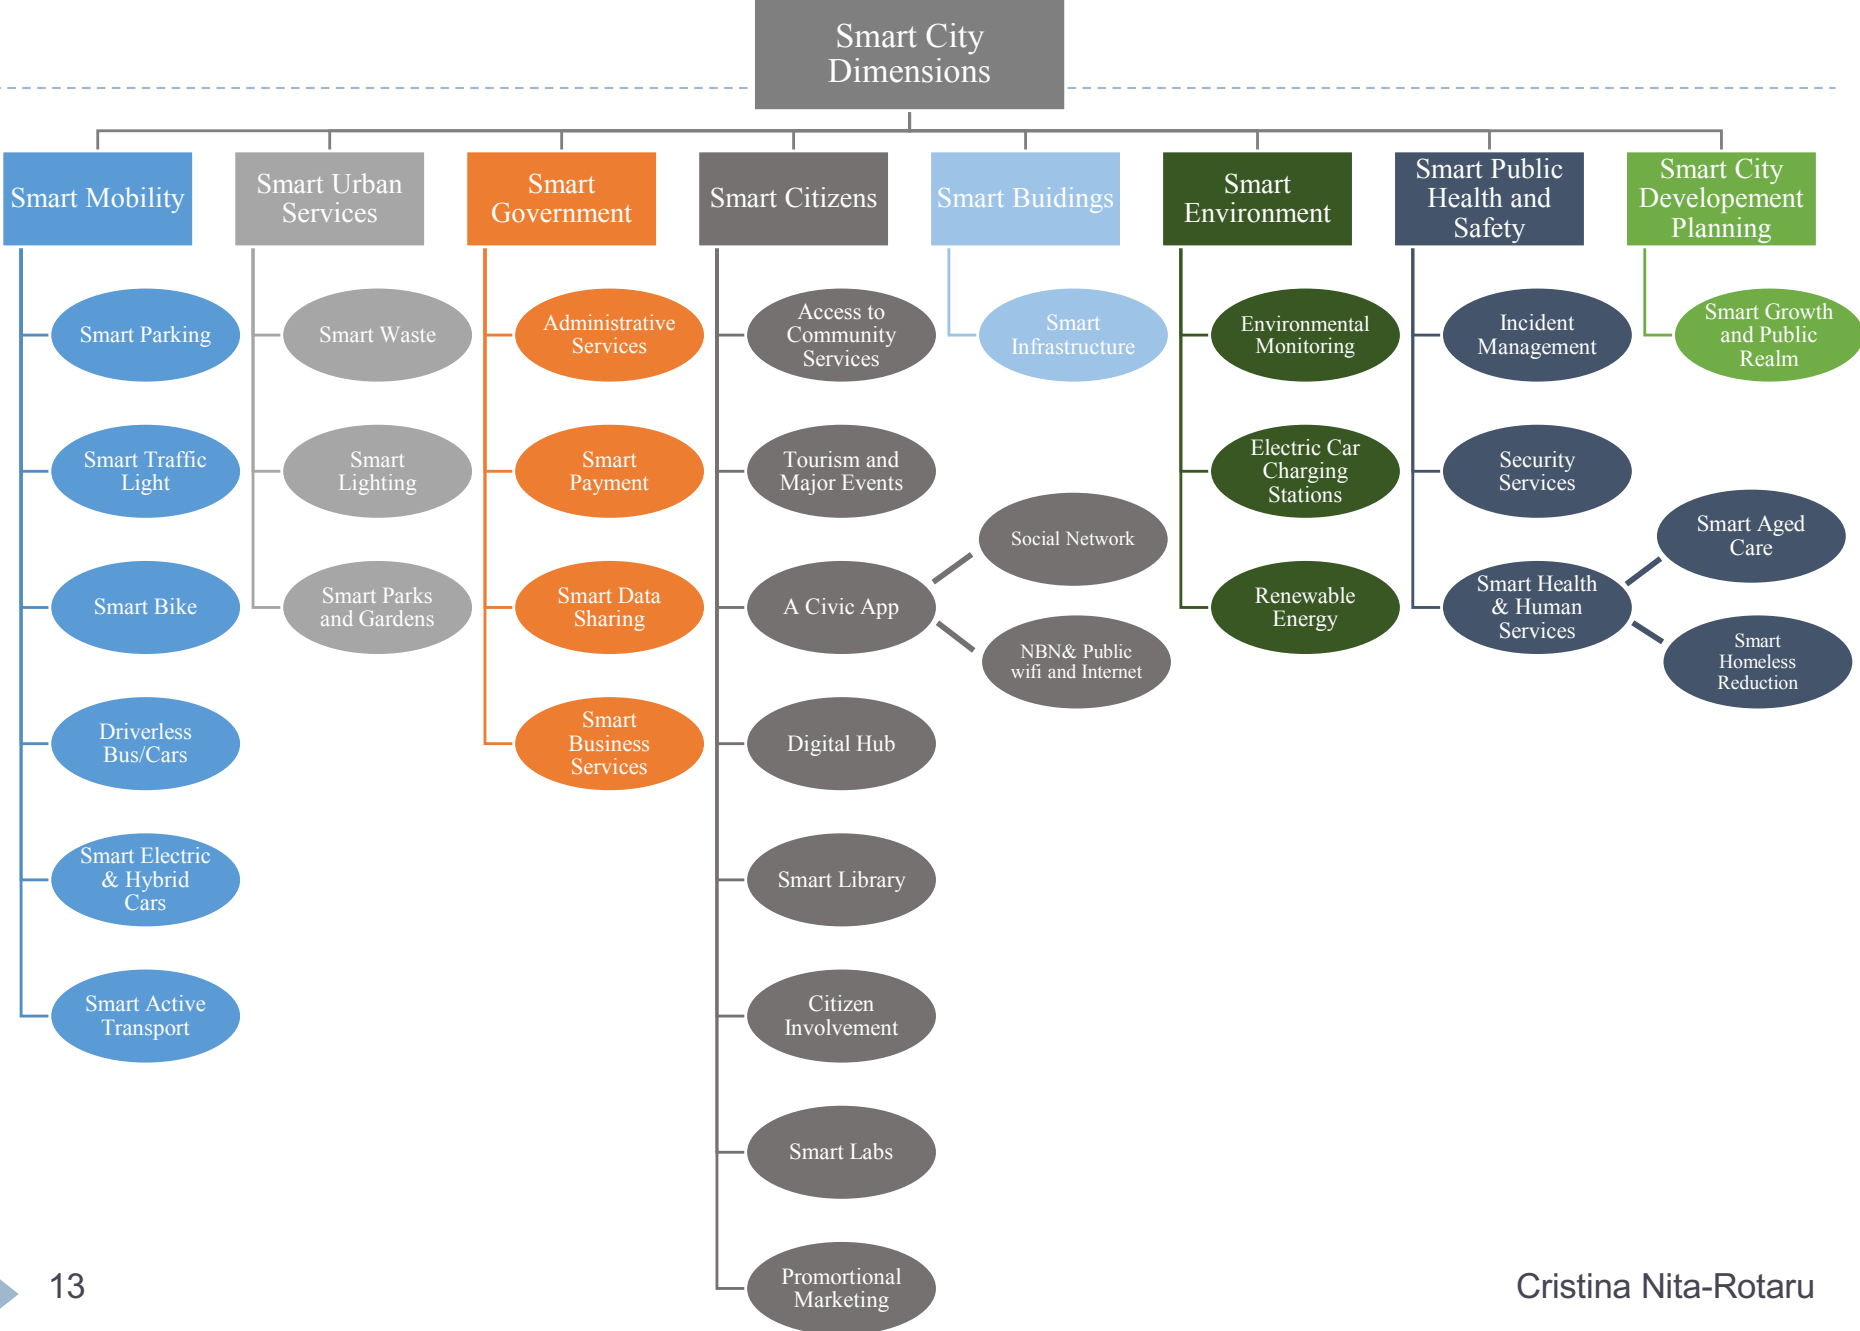 Smart City
Dimensions
Smart Mobility
Smart Parking
Smart Traffic
Light
Smart Bike
Driverless
Bus/Cars
Smart Electric
& Hybrid
Cars
Smart Active
Transport
Smart Urban
Services
Smart Waste
Smart
Lighting
Smart Parks
and Gardens
Smart
Government
Administrative
Services
Smart
Payment
Smart Data
Sharing
Smart
Business
Services
Smart Citizens
Access to
Community
Services
Tourism and
Major Events
A Civic App
Social Network
NBN& Public
wifi and Internet
Digital Hub
Smart Library
Citizen
Involvement
Smart Labs
Promortional
Marketing
Smart Buidings
Smart
Infrastructure
Smart
Environment
Environmental
Monitoring
Electric Car
Charging
Stations
Renewable
Energy
Smart Public
Health and
Safety
Incident
Management
Security
Services
Smart Health
& Human
Services
Smart Aged
Care
Smart
Homeless
Reduction
Smart City
Developement
Planning
Smart Growth
and Public
Realm
13
Cristina Nita-Rotaru